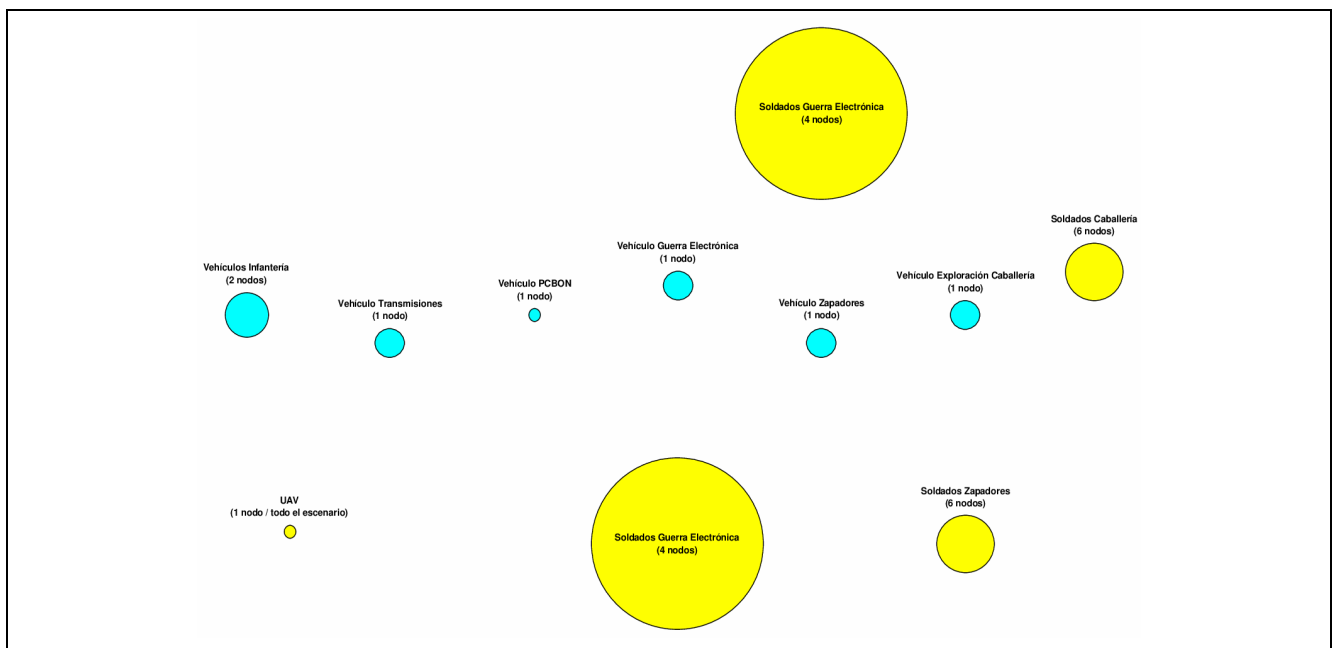 Soldados Guerra Electrónica
(4 nodos)
Soldados Caballería
(6 nodos)
Vehículo Guerra Electrónica
(1 nodo)
Vehículos Infantería
(2 nodos)
Vehículo Exploración Caballería
(1 nodo)
Vehículo PCBON
(1 nodo)
Vehículo Transmisiones
(1 nodo)
Vehículo Zapadores
(1 nodo)
Soldados Zapadores
(6 nodos)
UAV
(1 nodo / todo el escenario)
Soldados Guerra Electrónica
(4 nodos)